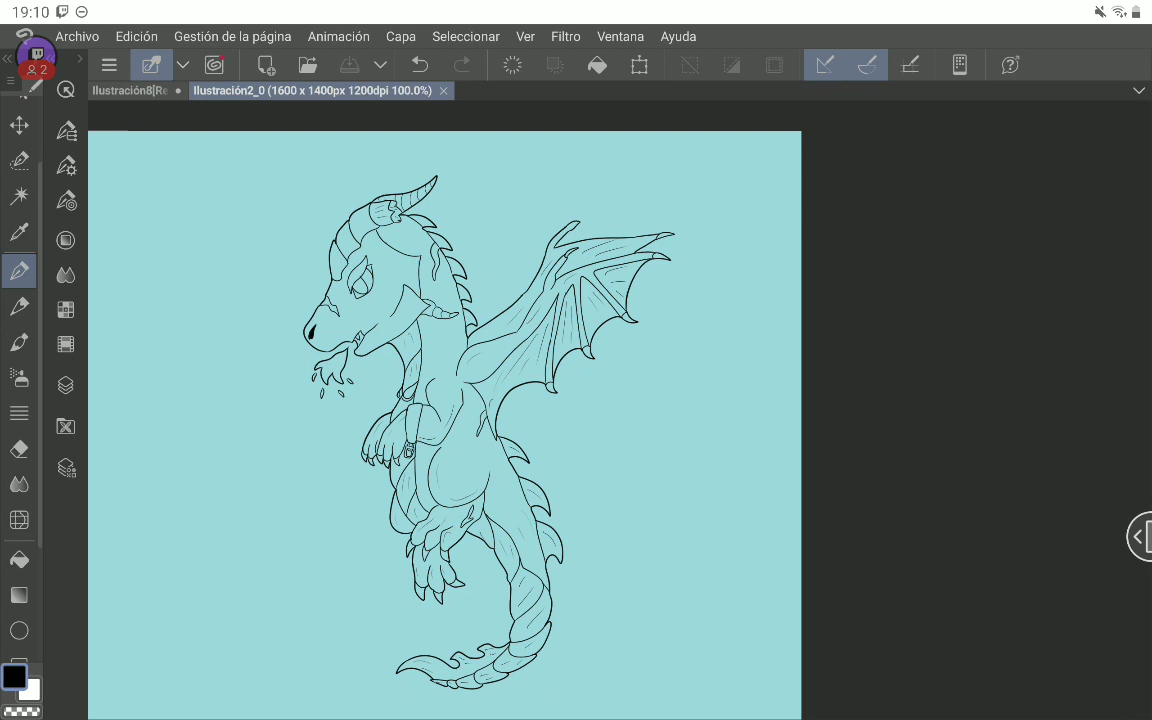 19:10
Archivo Edición Gestión de la página Animación Capa Seleccionar Ver Filtro Ventana Ayuda
2
Ilustración8[Re Ilustración2_0 (1600 x 1400px 1200dpi 100.0%)